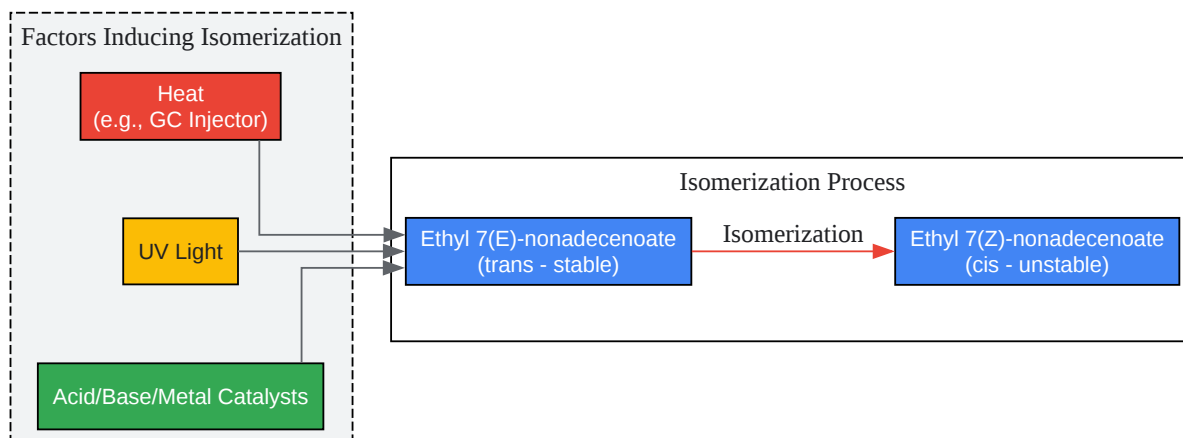 Factors Inducing Isomerization
Heat
(e.g., GC Injector)
UV Light
Acid/Base/Metal Catalysts
Isomerization Process
Ethyl 7(E)-nonadecenoate
(trans - stable)
Isomerization
Ethyl 7(Z)-nonadecenoate
(cis - unstable)